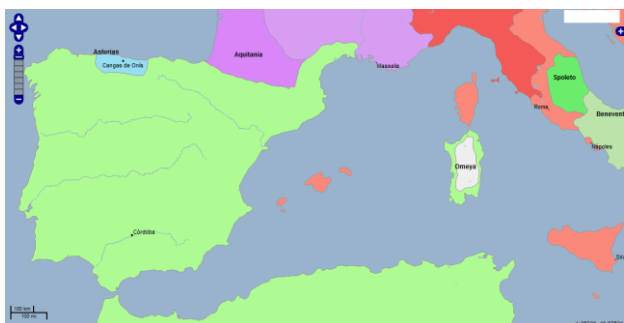 Asturias
Cangas de Onís
Aquitania
Massalia
Spoleto
Roma
Benevent
Nápoles
Omeya
Córdoba
100 km
100 mi